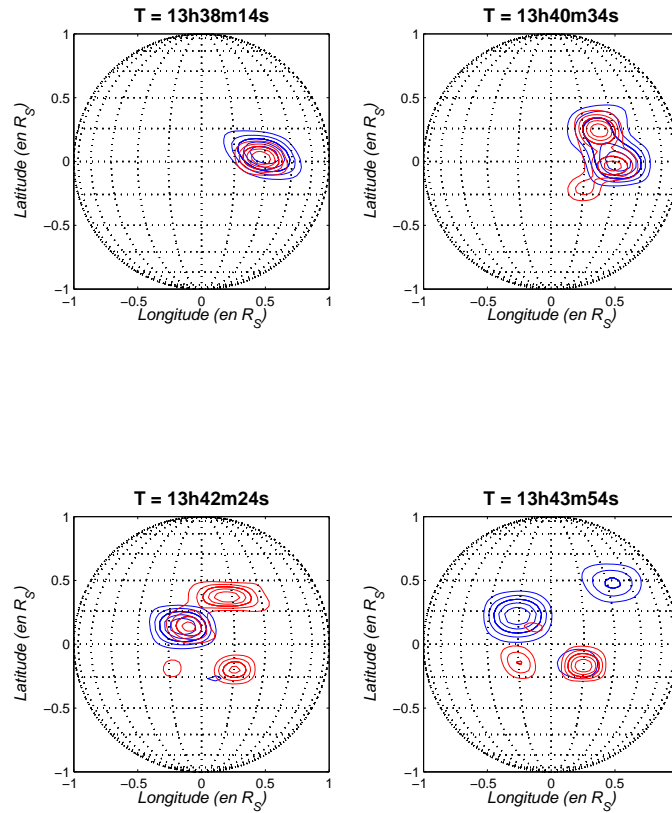 T = 13h38m14s
1
0.5
0
−0.5
−1
−1 −0.5 0 0.5 1
Latitude (en R_S)
Longitude (en R_S)
T = 13h40m34s
1
0.5
0
−0.5
−1
−1 −0.5 0 0.5
Latitude (en R_S)
Longitude (en R_S)
T = 13h42m24s
1
0.5
0
−0.5
−1
−1 −0.5 0 0.5 1
Latitude (en R_S)
Longitude (en R_S)
T = 13h43m54s
1
0.5
0
−0.5
−1
−1 −0.5 0 0.5
Latitude (en R_S)
Longitude (en R_S)